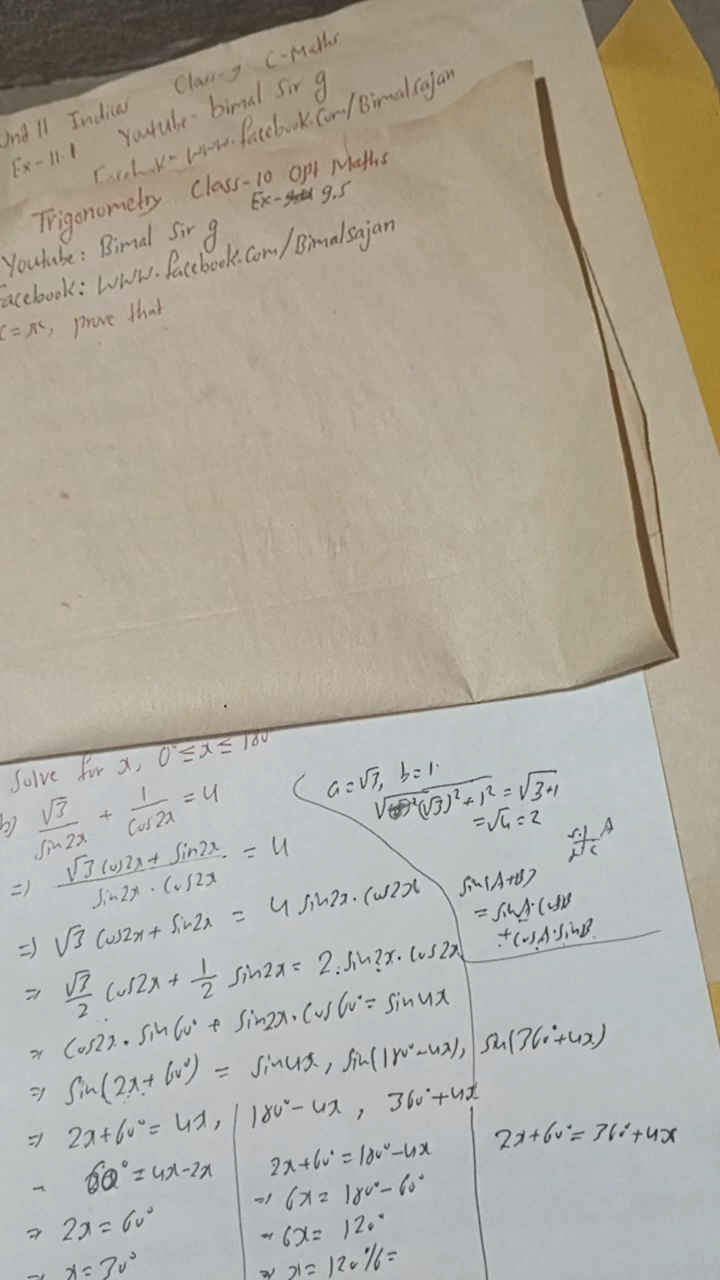 Unit 11 Indices Class-9 C-Maths
Ex-11.1 Youtube- bimal Sir g
Facebook- www.facebook.com/Bimalsajan
Trigonometry Class-10 Opt Maths
Ex- 9.5
Youtube: Bimal Sir g
Facebook: www.facebook.com/Bimalsajan
C = πᶜ, prove that
Solve for x, 0° ≤ x ≤ 180°
b) √3/sin2x + 1/cos2x = 4
⇒) (√3 cos2x + sin2x)/(sin2x · cos2x) = 4
⇒) √3 cos2x + sin2x = 4 sin2x · cos2x
⇒ √3/2 cos2x + 1/2 sin2x = 2. sin2x · cos2x
⇒ cos2x · sin60° + sin2x · cos60° = sin4x
⇒ sin(2x + 60°) = sin4x, sin(180° - 4x), sin(360° + 4x)
⇒ 2x + 60° = 4x, 180° - 4x, 360° + 4x
60° = 4x - 2x
⇒ 2x = 60°
x = 30°
2x + 60° = 180° - 4x
⇒ 6x = 180° - 60°
⇒ 6x = 120°
⇒ x = 120°/6 =
2x + 60° = 360° + 4x
a = √3, b = 1
√(√3)² + 1² = √3+1
= √4 = 2
sin(A+B)
= sinA · cosB
+ cosA · sinB